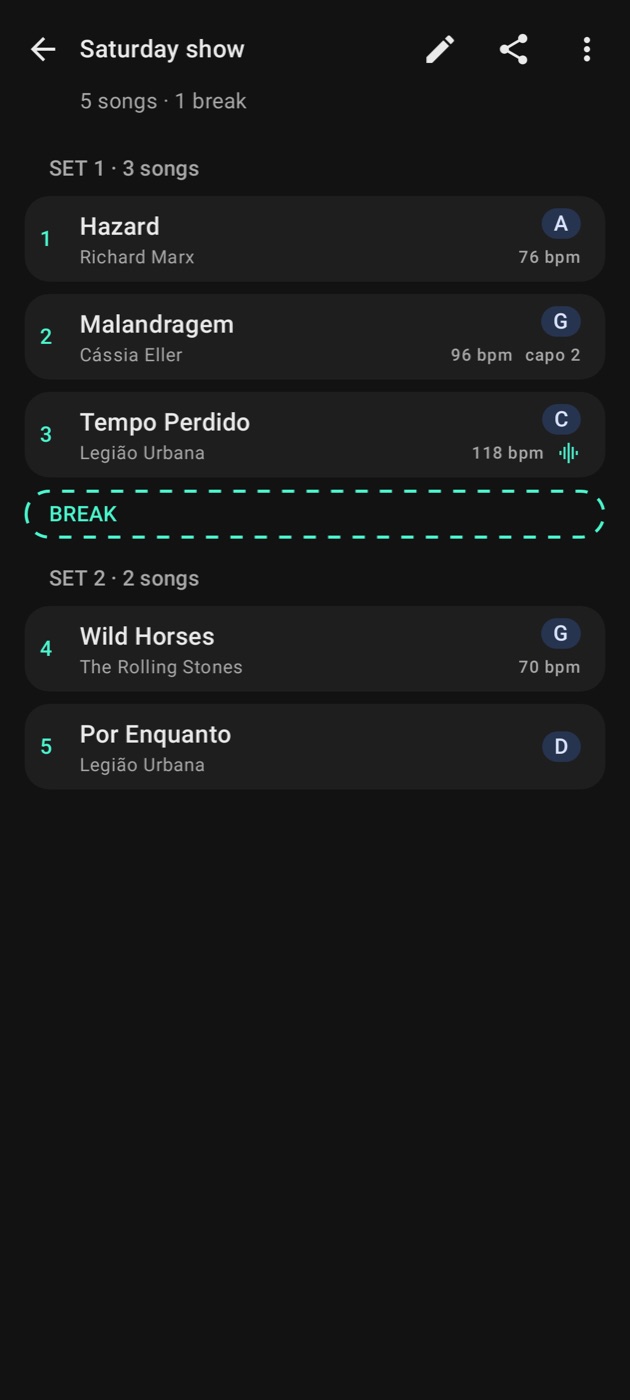 Saturday show
5 songs · 1 break
SET 1 · 3 songs
1
Hazard
A
Richard Marx
76 bpm
2
Malandragem
G
Cássia Eller
96 bpm capo 2
3
Tempo Perdido
C
Legião Urbana
118 bpm
BREAK
SET 2 · 2 songs
4
Wild Horses
G
The Rolling Stones
70 bpm
5
Por Enquanto
D
Legião Urbana